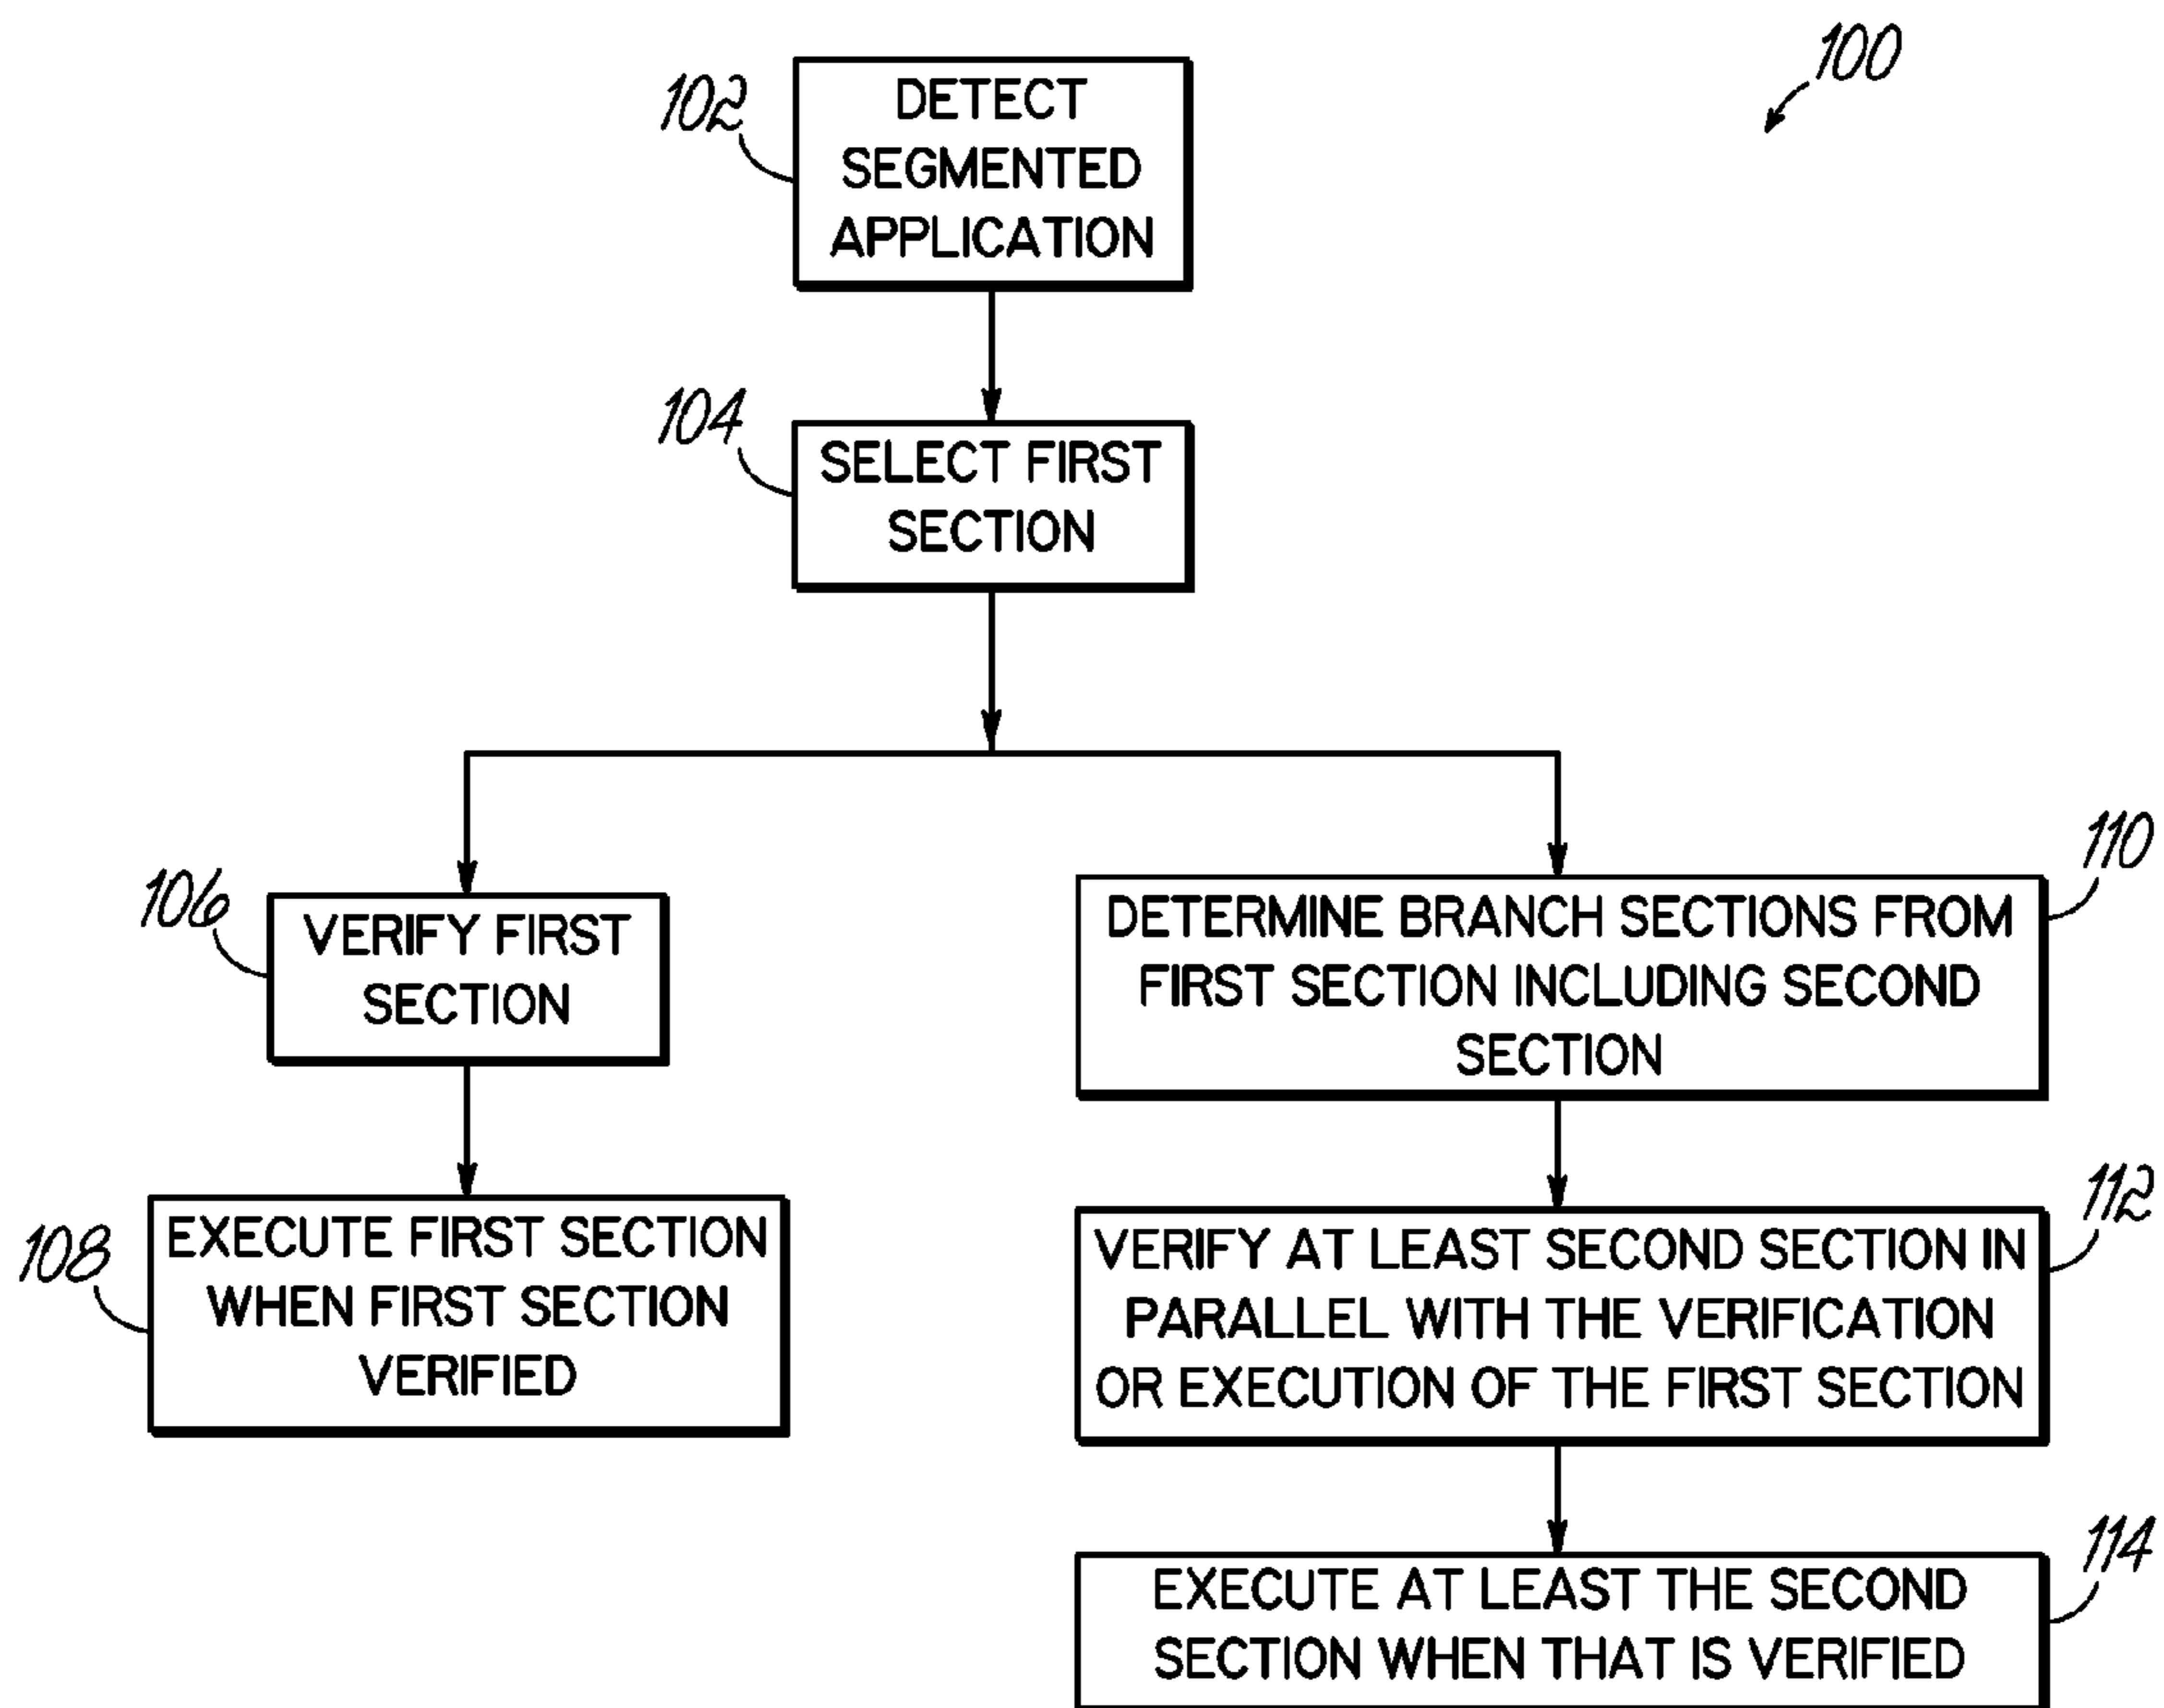 100
102
DETECT
SEGMENTED
APPLICATION
104
SELECT FIRST
SECTION
106
VERIFY FIRST
SECTION
108
EXECUTE FIRST SECTION
WHEN FIRST SECTION
VERIFIED
110
DETERMINE BRANCH SECTIONS FROM
FIRST SECTION INCLUDING SECOND
SECTION
112
VERIFY AT LEAST SECOND SECTION IN
PARALLEL WITH THE VERIFICATION
OR EXECUTION OF THE FIRST SECTION
114
EXECUTE AT LEAST THE SECOND
SECTION WHEN THAT IS VERIFIED